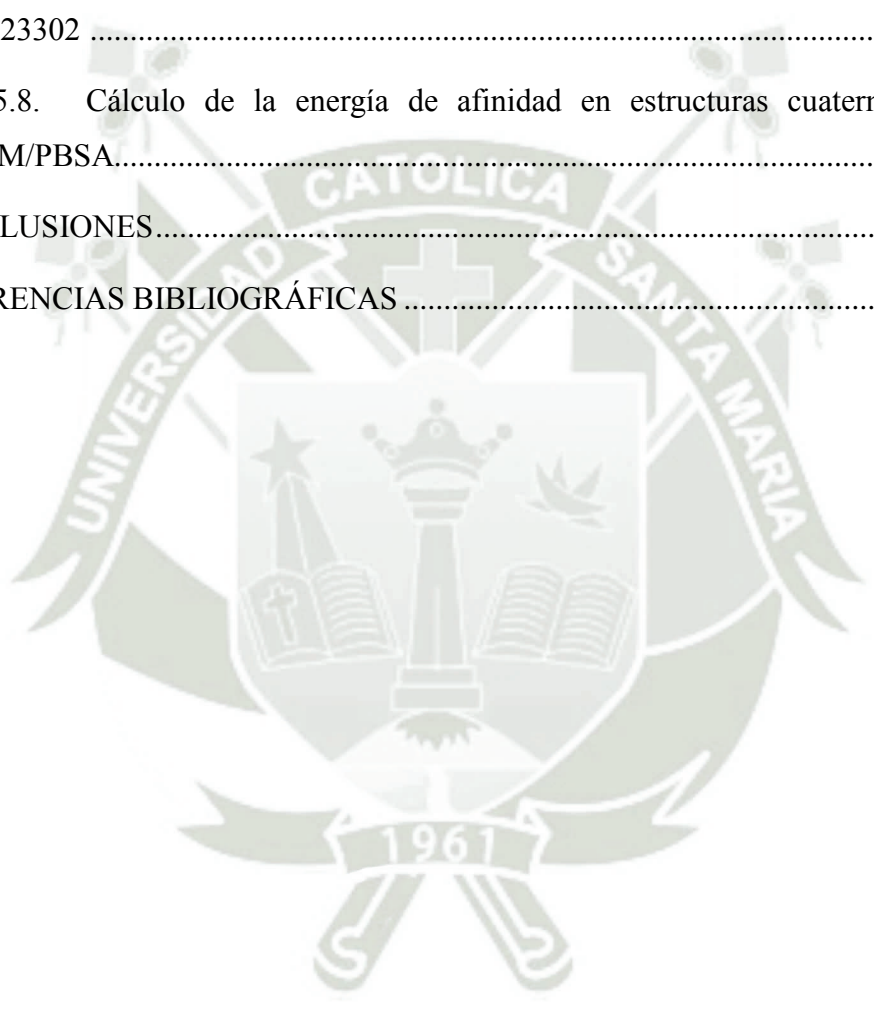 23302 ........................................................................................................
5.8. Cálculo de la energía de afinidad en estructuras cuatern
M/PBSA.....................................................................................................
LUSIONES................................................................................................
RENCIAS BIBLIOGRÁFICAS ................................................................
UNIVERSILAD CATOLICA SANTA MARIA
1961